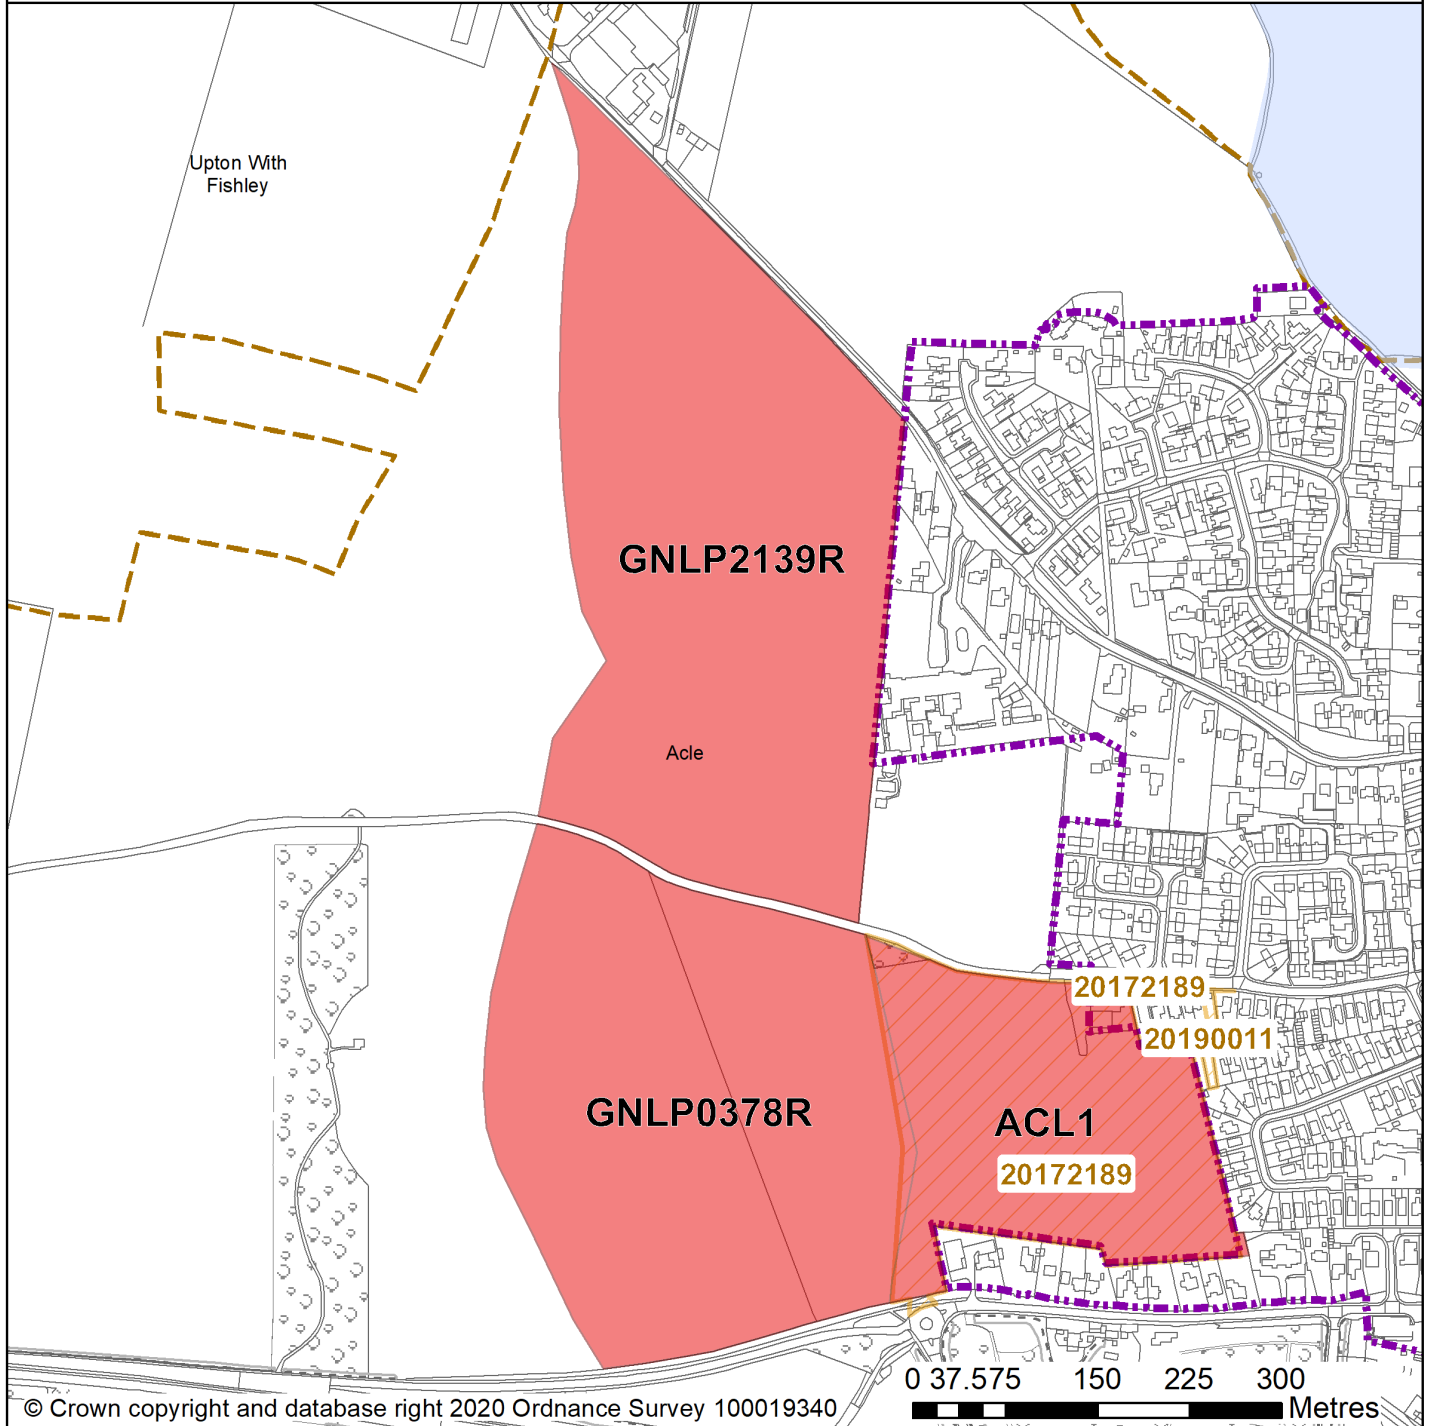 Upton With
Fishley
GNLP2139R
Acle
20172189
20190011
GNLP0378R
ACL1
20172189
0 37.575 150 225 300
Metres
© Crown copyright and database right 2020 Ordnance Survey 100019340